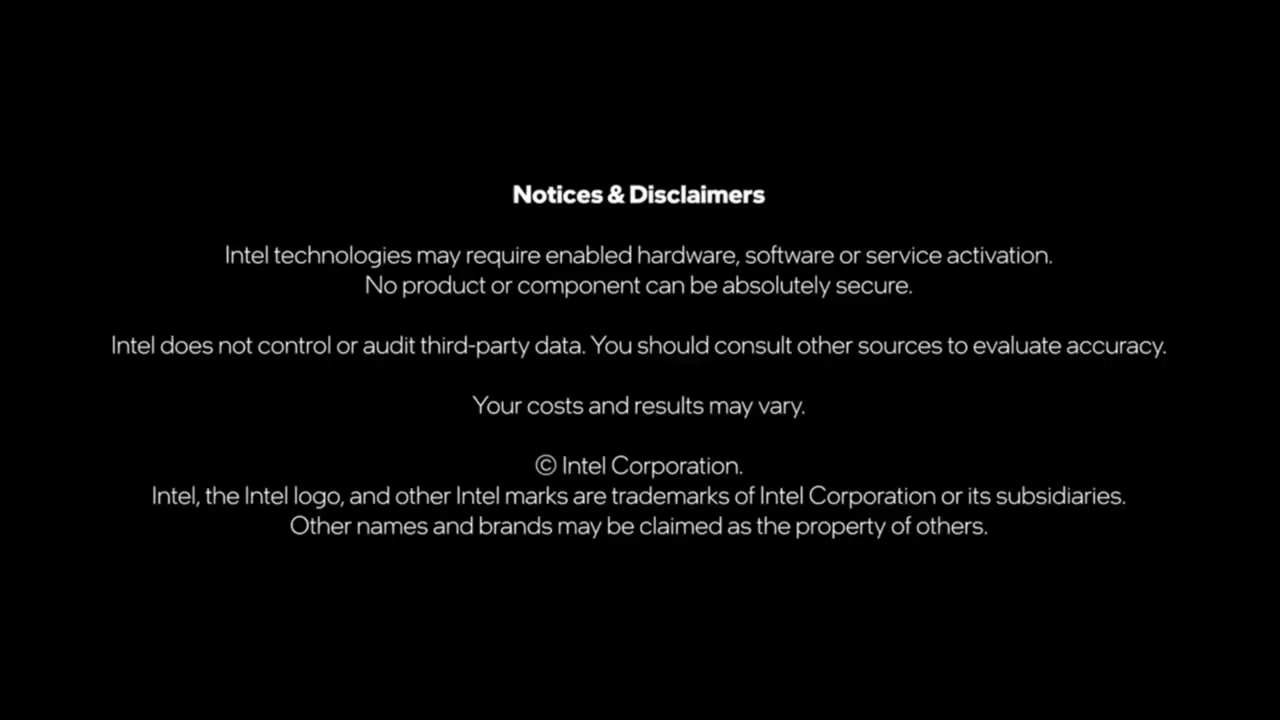 Notices & Disclaimers
Intel technologies may require enabled hardware, software or service activation.
No product or component can be absolutely secure.
Intel does not control or audit third-party data. You should consult other sources to evaluate accuracy.
Your costs and results may vary.
© Intel Corporation.
Intel, the Intel logo, and other Intel marks are trademarks of Intel Corporation or its subsidiaries.
Other names and brands may be claimed as the property of others.